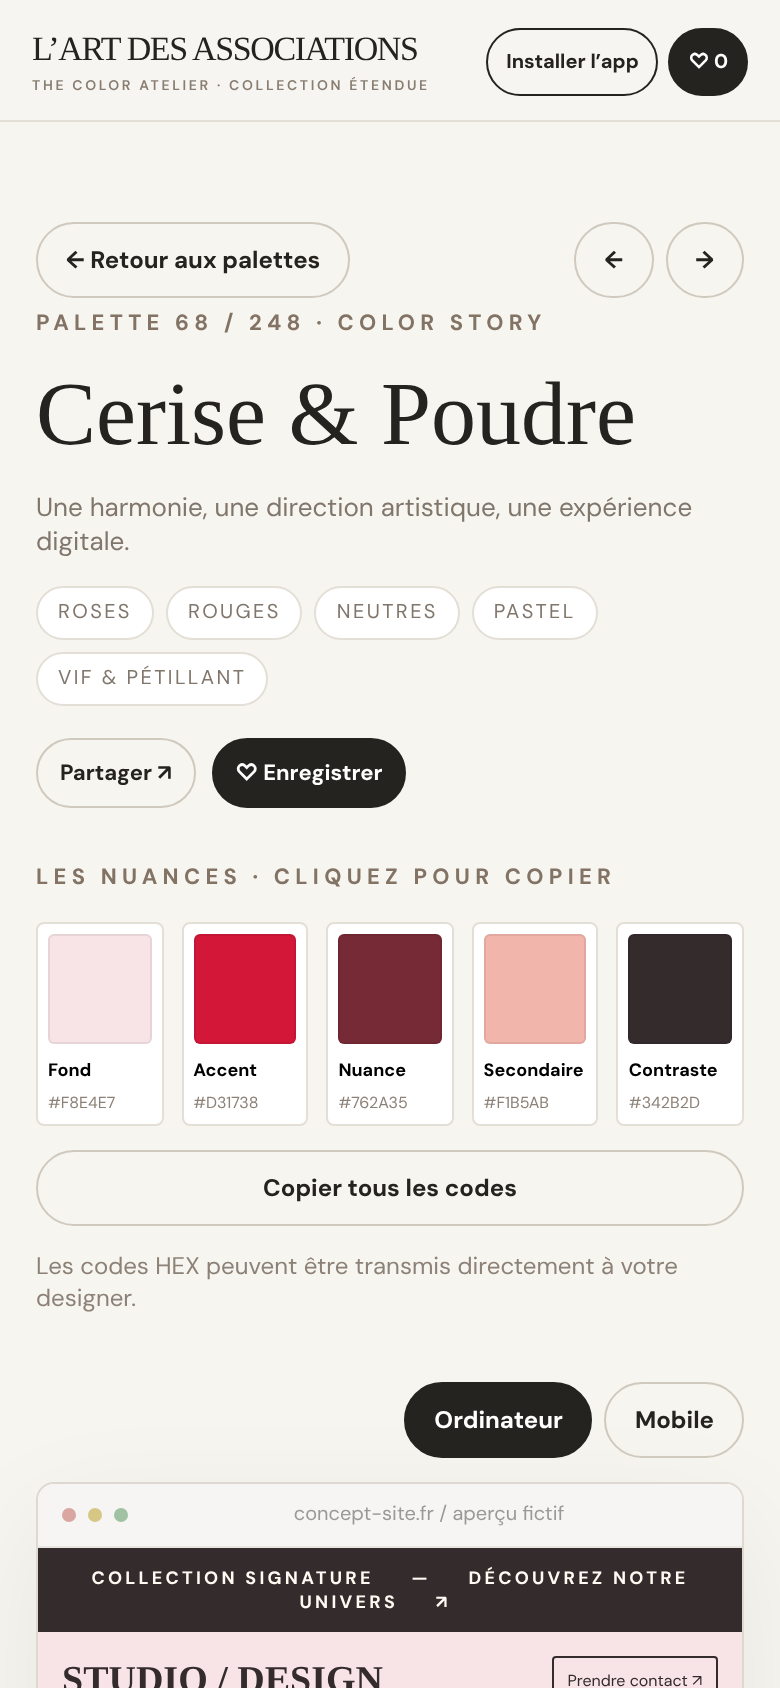 L’ART DES ASSOCIATIONS
THE COLOR ATELIER · COLLECTION ÉTENDUE
Installer l’app
♡ 0
← Retour aux palettes
←
→
PALETTE 68 / 248 · COLOR STORY
Cerise & Poudre
Une harmonie, une direction artistique, une expérience
digitale.
ROSES
ROUGES
NEUTRES
PASTEL
VIF & PÉTILLANT
Partager ↗
♡ Enregistrer
LES NUANCES · CLIQUEZ POUR COPIER
Fond
#F8E4E7
Accent
#D31738
Nuance
#762A35
Secondaire
#F1B5AB
Contraste
#342B2D
Copier tous les codes
Les codes HEX peuvent être transmis directement à votre
designer.
Ordinateur
Mobile
concept-site.fr / aperçu fictif
COLLECTION SIGNATURE — DÉCOUVREZ NOTRE
UNIVERS ↗
STUDIO / DESIGN
Prendre contact ↗